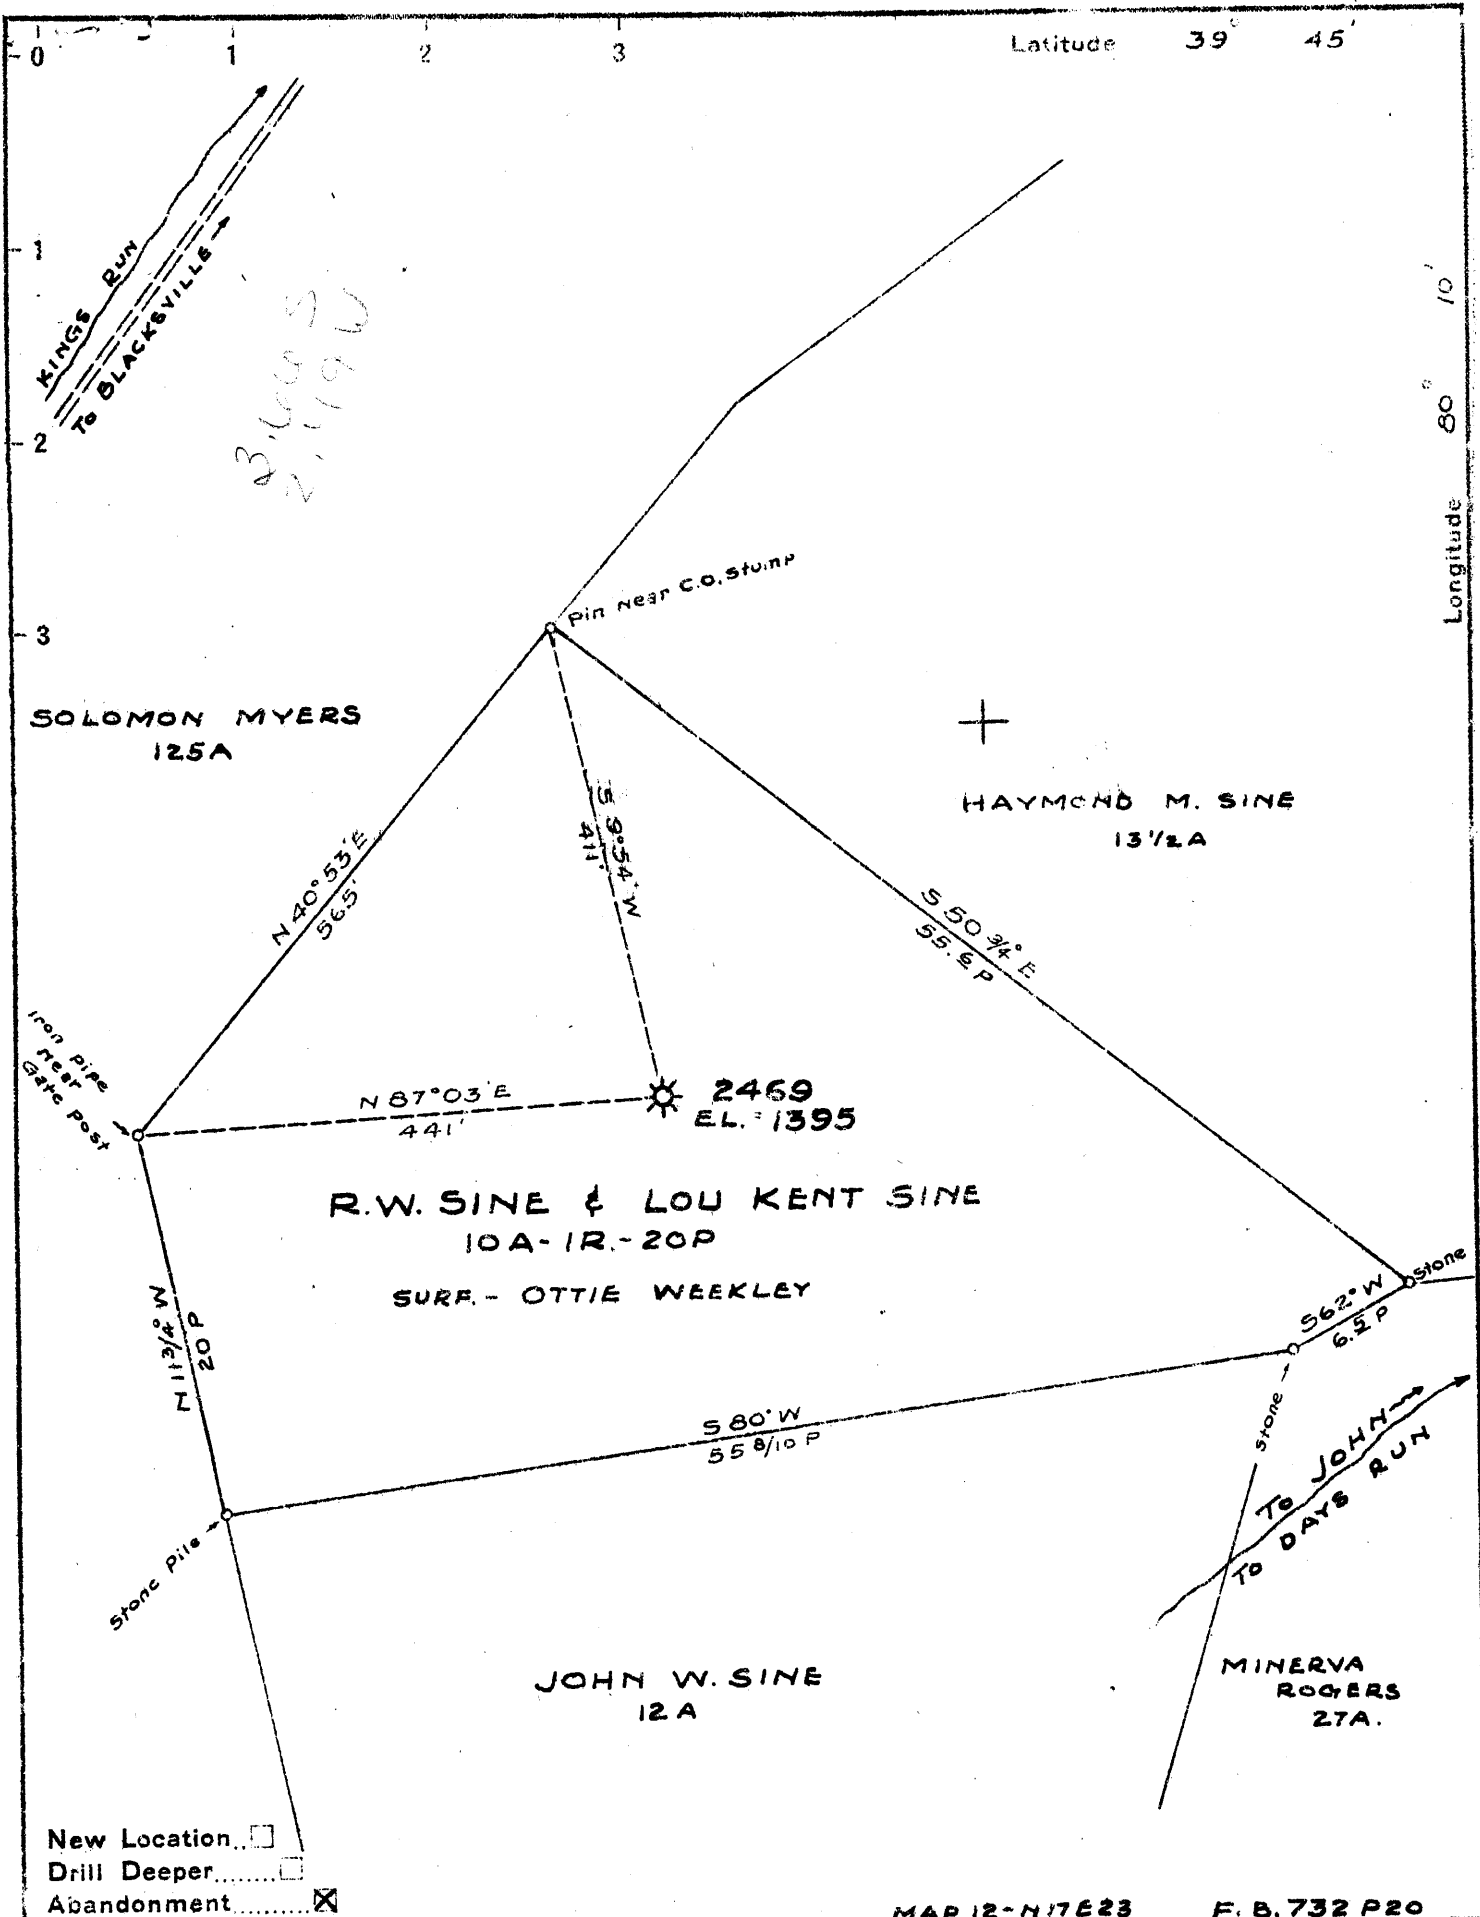 0 1 2 3
Latitude 39° 45'
1
2
3
Longitude 80° 10'
KINGS RUN
To BLACKSVILLE
Pin Near C.O. Stump
SOLOMON MYERS
125A
HAYMOND M. SINE
13 1/2 A
N 40° 53' E
565'
S 9° 54' W
411'
S 50 3/4° E
55.6 P
Iron Pipe
Near
Gate Post
N 87° 03' E
441'
2469
EL. = 1395
R.W. SINE & LOU KENT SINE
10 A - 1R. - 20P
SURF. - OTTIE WEEKLEY
N 11 3/4° W
20 P
Stone
S 62° W
6.5 P
Stone
S 80° W
55 8/10 P
To JOHN
To DAYS RUN
Stone Pile
JOHN W. SINE
12 A
MINERVA
ROGERS
27A.
New Location..
Drill Deeper........
Abandonment..........
MAP 12-N17E23 F. B. 732 P20